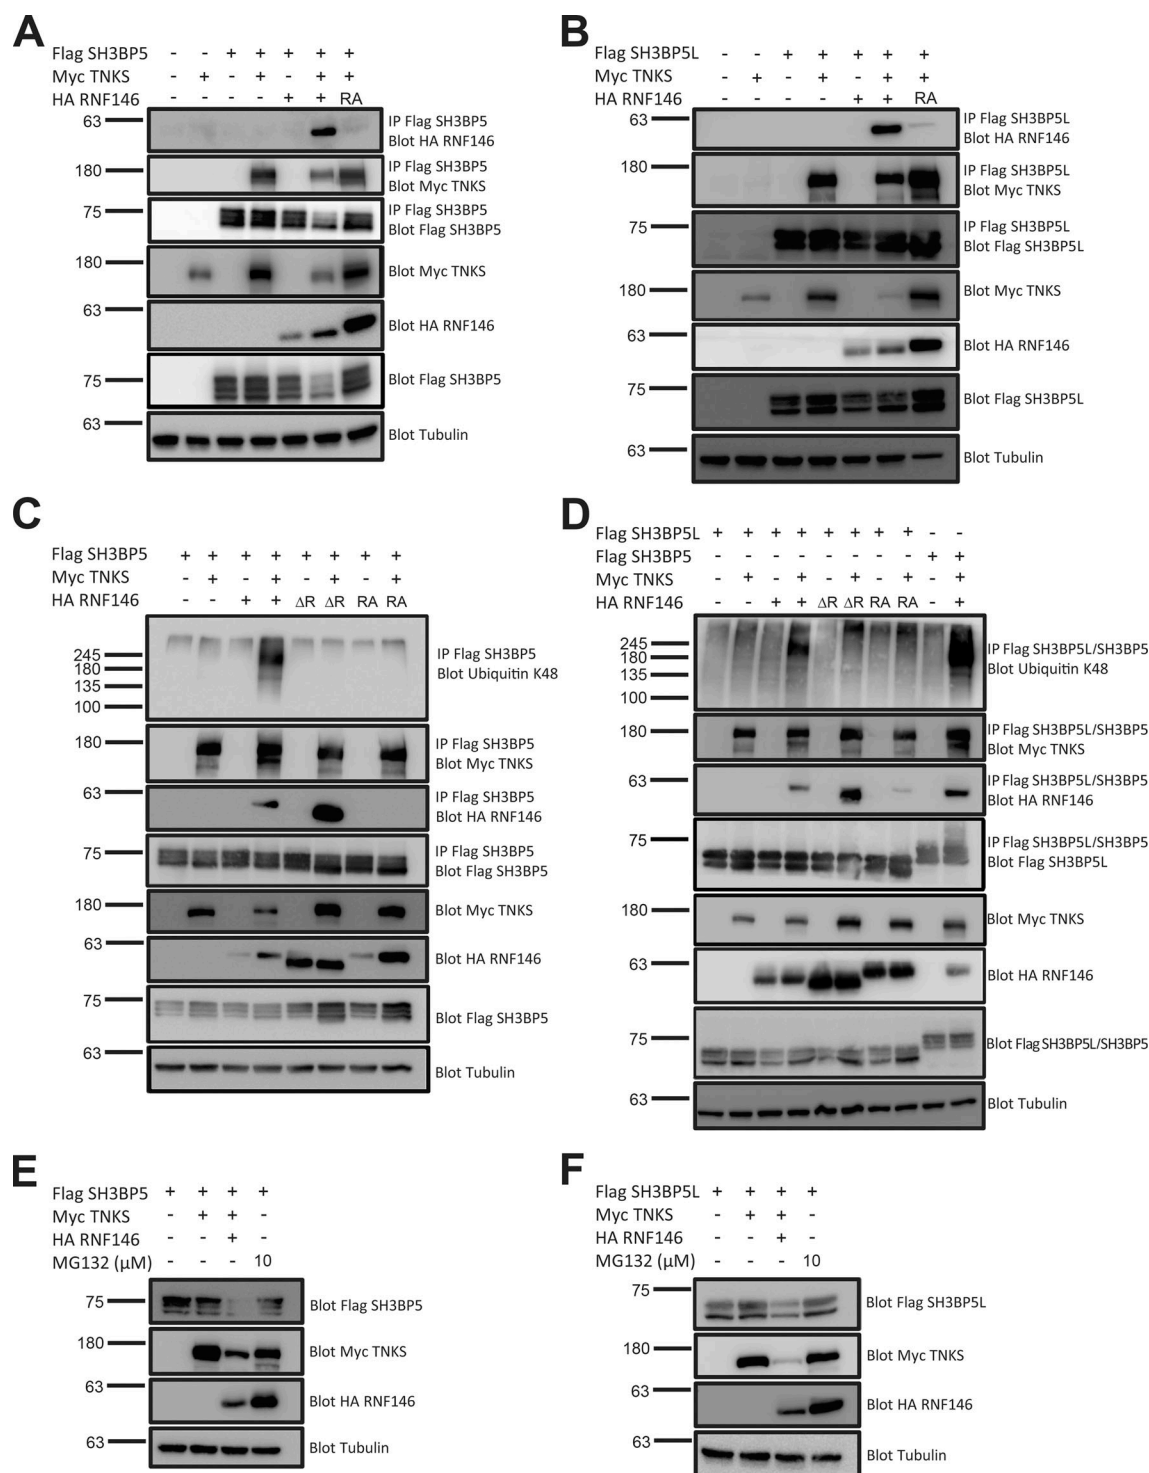 A
Flag SH3BP5 - - + + + + +
Myc TNKS - + - + - + +
HA RNF146 - - - - + + RA
63
IP Flag SH3BP5
Blot HA RNF146
180
IP Flag SH3BP5
Blot Myc TNKS
75
IP Flag SH3BP5
Blot Flag SH3BP5
180
Blot Myc TNKS
63
Blot HA RNF146
75
Blot Flag SH3BP5
63
Blot Tubulin
B
Flag SH3BP5L - - + + + + +
Myc TNKS - + - + - + +
HA RNF146 - - - - + + RA
63
IP Flag SH3BP5L
Blot HA RNF146
180
IP Flag SH3BP5L
Blot Myc TNKS
75
IP Flag SH3BP5L
Blot Flag SH3BP5L
180
Blot Myc TNKS
63
Blot HA RNF146
75
Blot Flag SH3BP5L
63
Blot Tubulin
C
Flag SH3BP5 + + + + + + + +
Myc TNKS - + - + - + - +
HA RNF146 - - + + ΔR ΔR RA RA
245
180
135
100
IP Flag SH3BP5
Blot Ubiquitin K48
180
IP Flag SH3BP5
Blot Myc TNKS
63
IP Flag SH3BP5
Blot HA RNF146
75
IP Flag SH3BP5
Blot Flag SH3BP5
180
Blot Myc TNKS
63
Blot HA RNF146
75
Blot Flag SH3BP5
63
Blot Tubulin
D
Flag SH3BP5L + + + + + + + + - -
Flag SH3BP5 - - - - - - - - + +
Myc TNKS - + - + - + - + - +
HA RNF146 - - + + ΔR ΔR RA RA - +
245
180
135
100
IP Flag SH3BP5L/SH3BP5
Blot Ubiquitin K48
180
IP Flag SH3BP5L/SH3BP5
Blot Myc TNKS
63
IP Flag SH3BP5L/SH3BP5
Blot HA RNF146
75
IP Flag SH3BP5L/SH3BP5
Blot Flag SH3BP5L
180
Blot Myc TNKS
63
Blot HA RNF146
75
Blot Flag SH3BP5L/SH3BP5
63
Blot Tubulin
E
Flag SH3BP5 + + + +
Myc TNKS - + + -
HA RNF146 - - + -
MG132 (μM) - - - 10
75
Blot Flag SH3BP5
180
Blot Myc TNKS
63
Blot HA RNF146
63
Blot Tubulin
F
Flag SH3BP5L + + + +
Myc TNKS - + + -
HA RNF146 - - + -
MG132 (μM) - - - 10
75
Blot Flag SH3BP5L
180
Blot Myc TNKS
63
Blot HA RNF146
63
Blot Tubulin